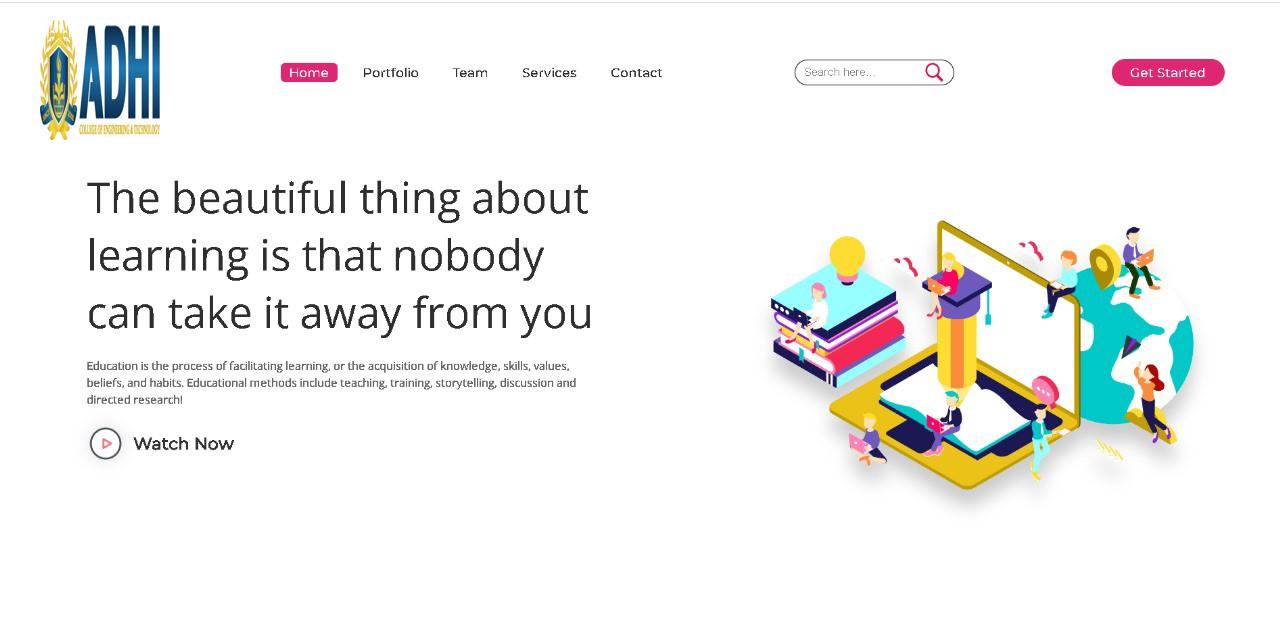 ADHI
COLLEGE OF ENGINEERING & TECHNOLOGY
Home
Portfolio
Team
Services
Contact
Search here...
Get Started
The beautiful thing about
learning is that nobody
can take it away from you
Education is the process of facilitating learning, or the acquisition of knowledge, skills, values,
beliefs, and habits. Educational methods include teaching, training, storytelling, discussion and
directed research!
Watch Now